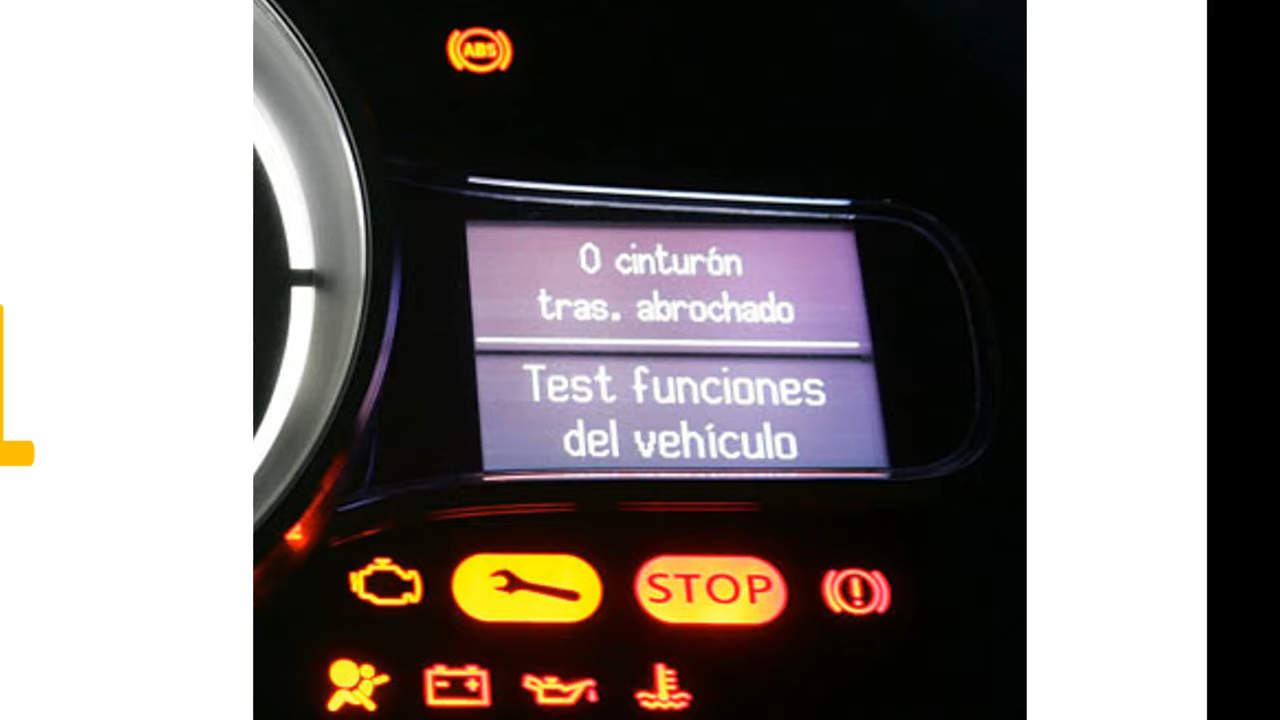 ABS
0 cinturón
tras. abrochado
Test funciones
del vehículo
STOP